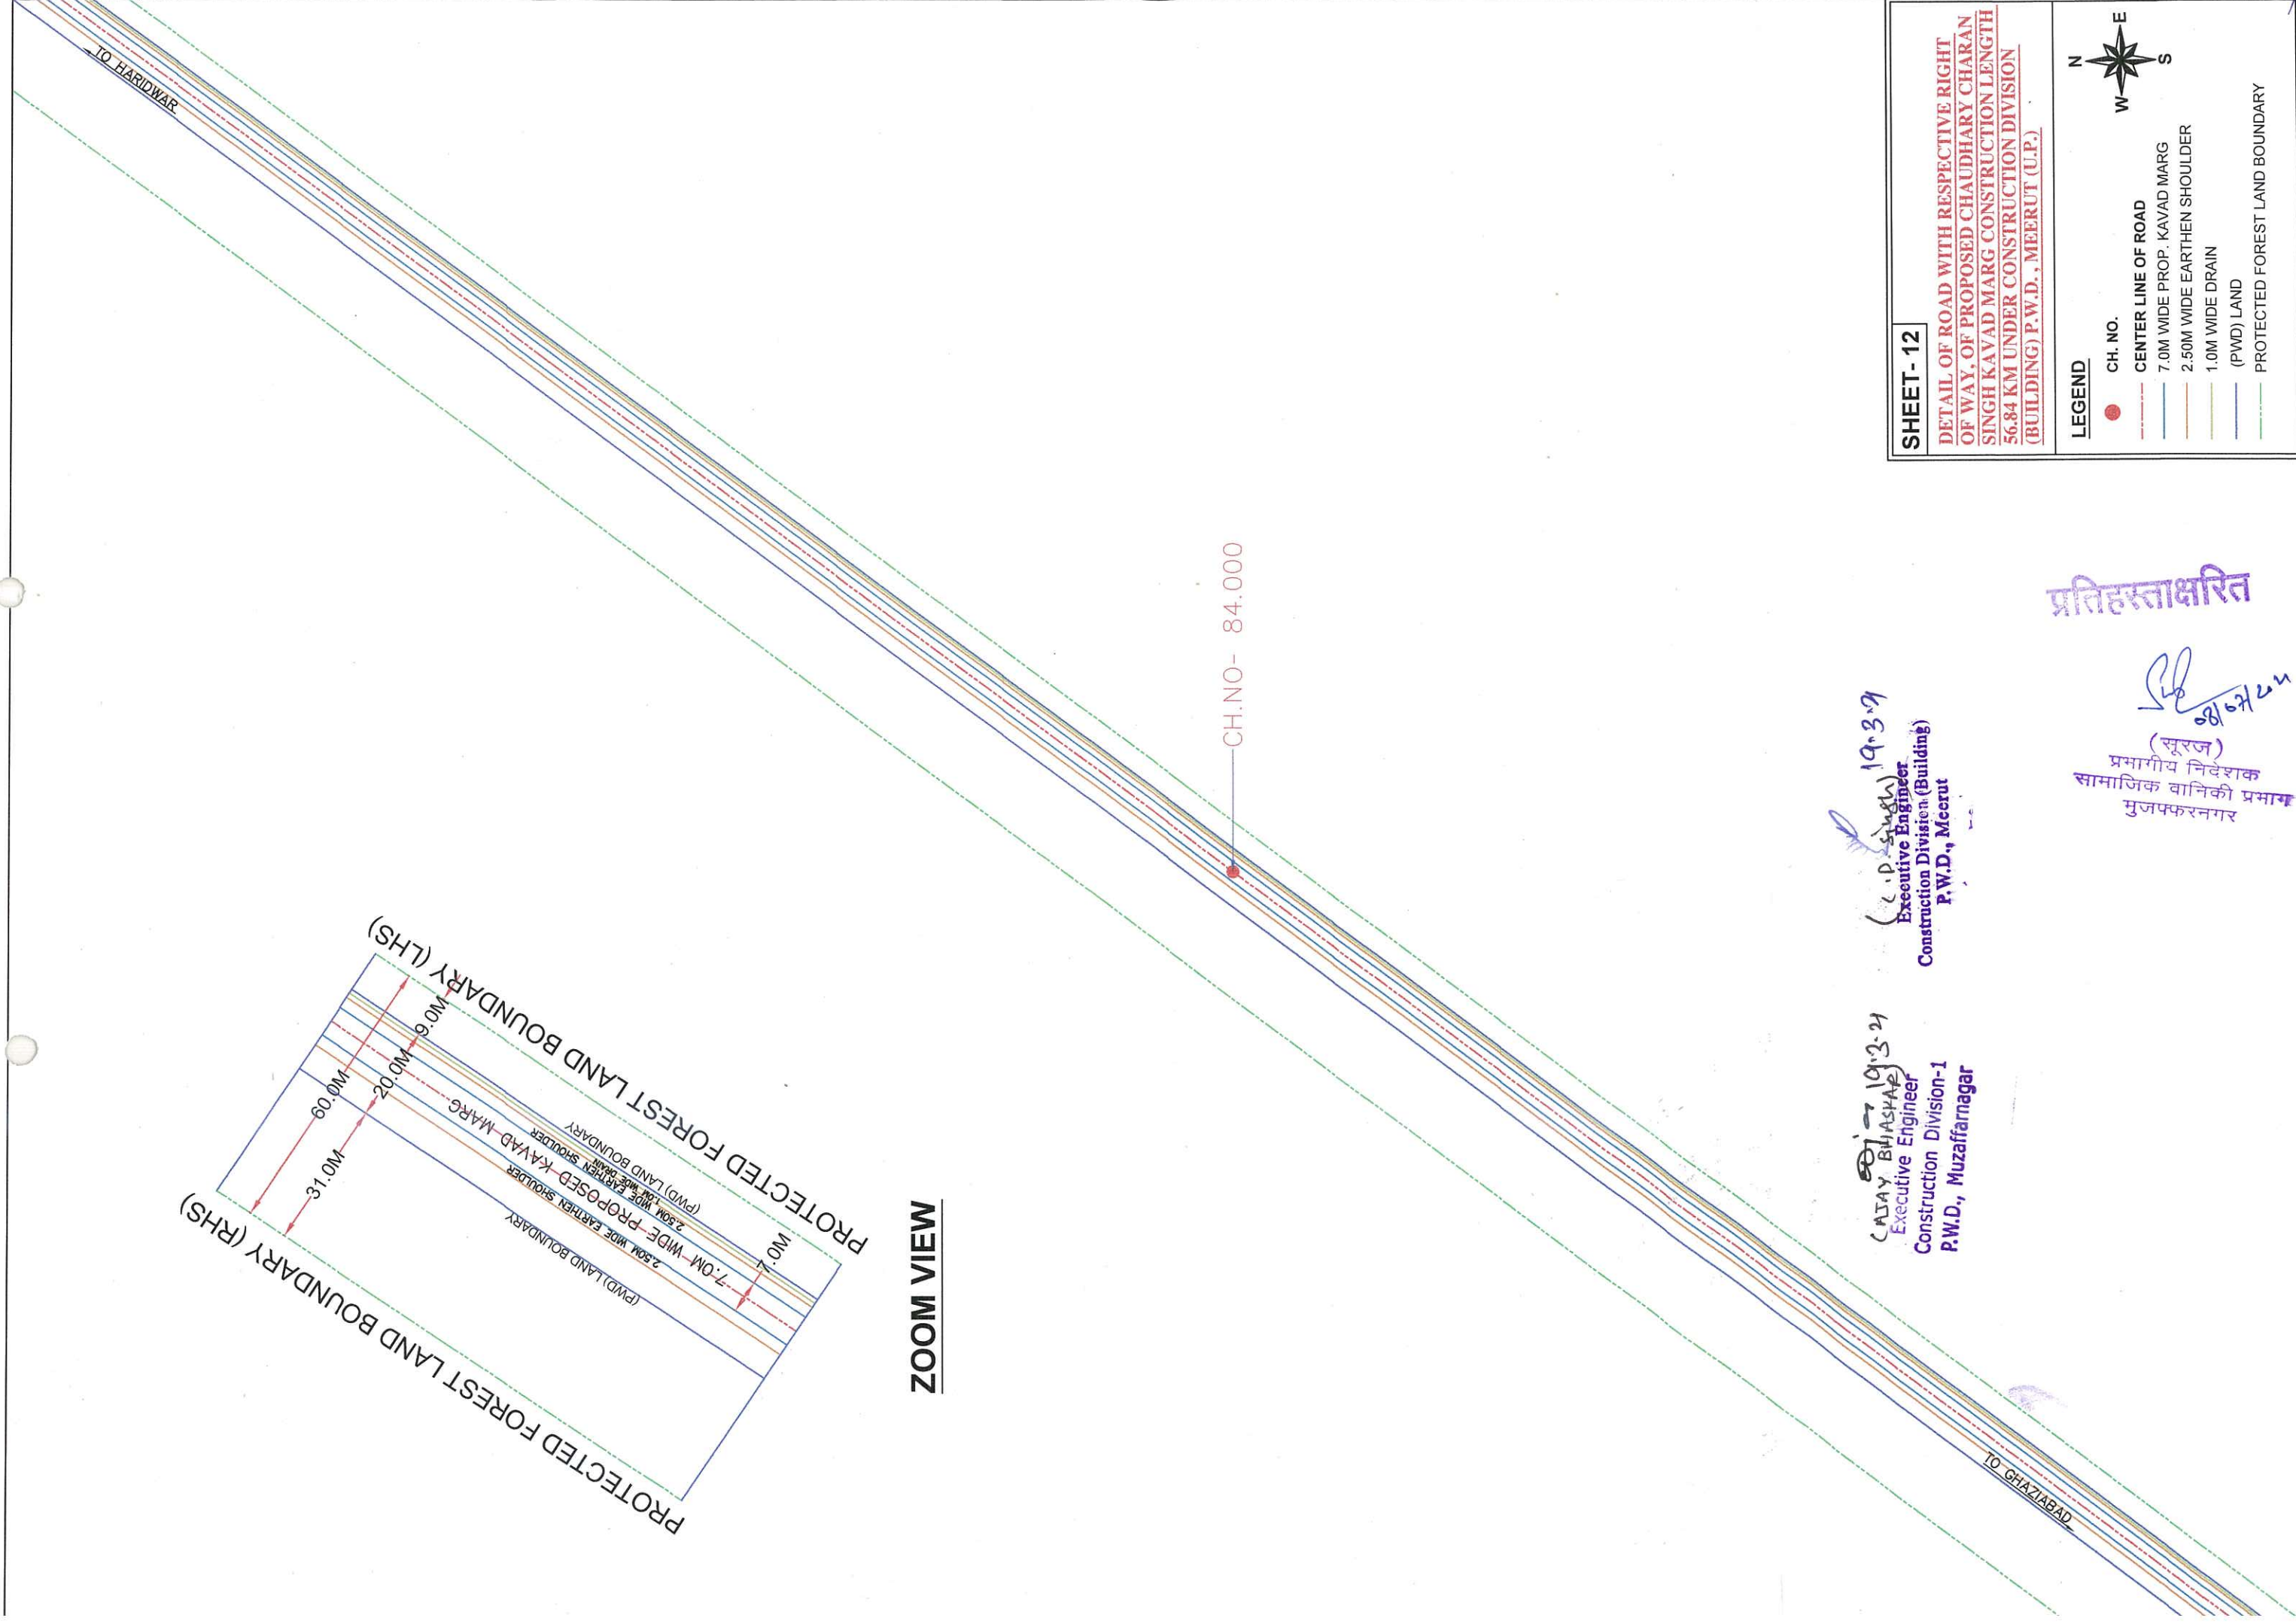 TO HARIDWAR
SHEET- 12
DETAIL OF ROAD WITH RESPECTIVE RIGHT
OF WAY, OF PROPOSED CHAUDHARY CHARAN
SINGH KAVAD MARG CONSTRUCTION LENGTH
56.84 KM UNDER CONSTRUCTION DIVISION
(BUILDING) P.W.D. , MEERUT (U.P.)
LEGEND
N
W
E
S
CH. NO.
CENTER LINE OF ROAD
7.0M WIDE PROP. KAVAD MARG
2.50M WIDE EARTHEN SHOULDER
1.0M WIDE DRAIN
(PWD) LAND
PROTECTED FOREST LAND BOUNDARY
CH.NO- 84.000
PROTECTED FOREST LAND BOUNDARY (LHS)
60.0M
31.0M
20.0M
9.0M
(PWD) LAND BOUNDARY
1.0M WIDE DRAIN
2.50M WIDE EARTHEN SHOULDER
7.0M WIDE PROPOSED KAVAD MARG
2.50M WIDE EARTHEN SHOULDER
(PWD) LAND BOUNDARY
7.0M
PROTECTED FOREST LAND BOUNDARY (RHS)
ZOOM VIEW
19.3.21
(AJAY BHASKAR)
Executive Engineer
Construction Division-1
P.W.D., Muzaffarnagar
19.3.21
Singh)
Executive Engineer
Construction Division (Building)
P.W.D., Meerut
प्रतिहस्ताक्षरित
08/07/2021
(सूरज)
प्रभागीय निदेशक
सामाजिक वानिकी प्रभाग
मुजफ्फरनगर
TO GHAZIABAD